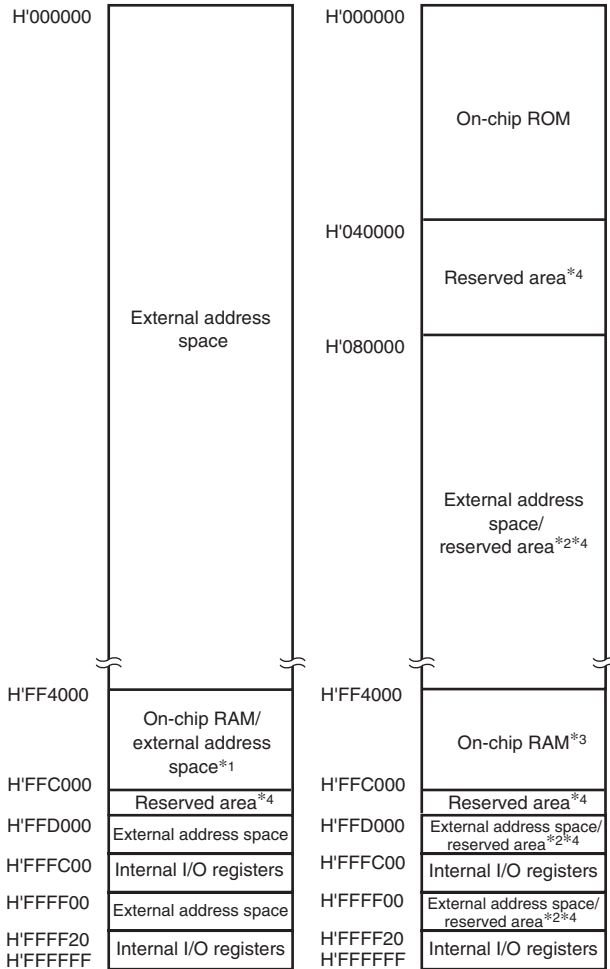 H'000000
External address
space
H'FF4000
On-chip RAM/
external address
space*1
H'FFC000
Reserved area*4
H'FFD000
External address space
H'FFFC00
Internal I/O registers
H'FFFF00
External address space
H'FFFF20
Internal I/O registers
H'FFFFFF
H'000000
On-chip ROM
H'040000
Reserved area*4
H'080000
External address
space/
reserved area*2*4
H'FF4000
On-chip RAM*3
H'FFC000
Reserved area*4
H'FFD000
External address space/
reserved area*2*4
H'FFFC00
Internal I/O registers
H'FFFF00
External address space/
reserved area*2*4
H'FFFF20
Internal I/O registers
H'FFFFFF